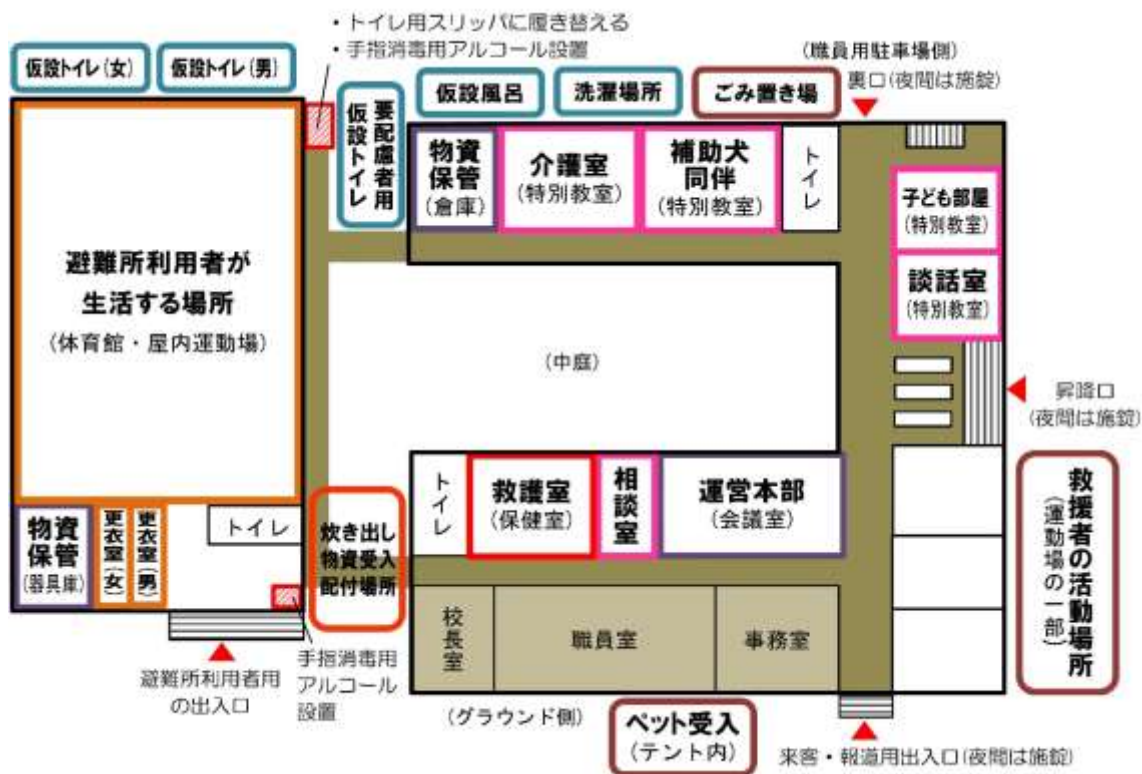 ・トイレ用スリッパに履き替える
・手指消毒用アルコール設置
仮設トイレ(女)
仮設トイレ(男)
要配慮者用
仮設トイレ
仮設風呂
洗濯場所
ごみ置き場
(職員用駐車場側)
裏口(夜間は施錠)
物資
保管
(倉庫)
介護室
(特別教室)
補助犬
同伴
(特別教室)
トイレ
子ども部屋
(特別教室)
談話室
(特別教室)
避難所利用者が
生活する場所
(体育館・屋内運動場)
(中庭)
昇降口
(夜間は施錠)
トイレ
救護室
(保健室)
相談室
運営本部
(会議室)
救援者の活動場所
(運動場の一部)
物資
保管
(器具庫)
更衣室(女)
更衣室(男)
トイレ
炊き出し
物資受入
配付場所
校長室
職員室
事務室
避難所利用者用
の出入口
手指消毒用
アルコール
設置
(グラウンド側)
ペット受入
(テント内)
来客・報道用出入口(夜間は施錠)